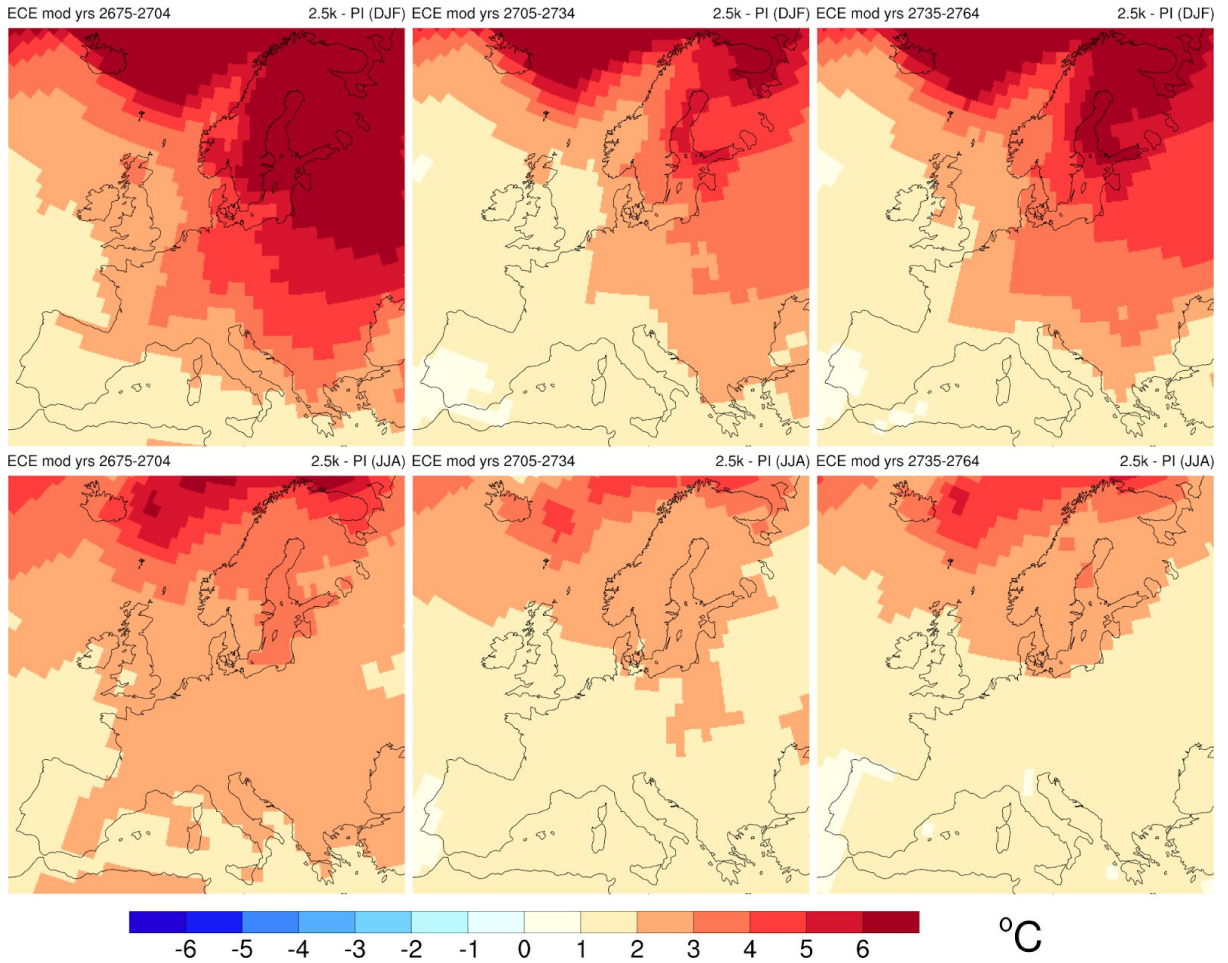 ECE mod yrs 2675-2704 2.5k - PI (DJF) ECE mod yrs 2705-2734 2.5k - PI (DJF) ECE mod yrs 2735-2764 2.5k - PI (DJF)
ECE mod yrs 2675-2704 2.5k - PI (JJA) ECE mod yrs 2705-2734 2.5k - PI (JJA) ECE mod yrs 2735-2764 2.5k - PI (JJA)
-6 -5 -4 -3 -2 -1 0 1 2 3 4 5 6 °C